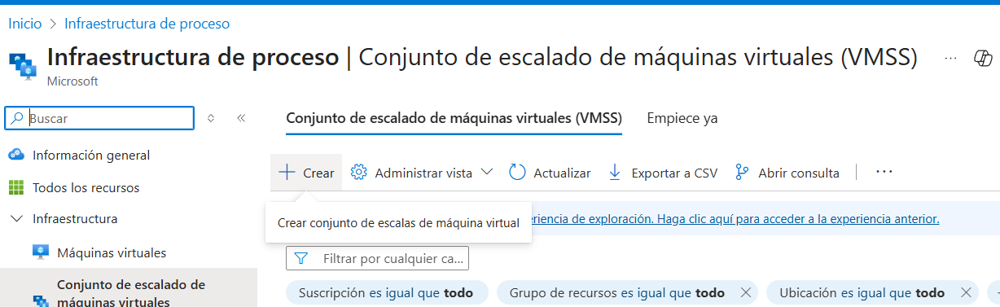 Inicio > Infraestructura de proceso
Infraestructura de proceso | Conjunto de escalado de máquinas virtuales (VMSS) ...
Microsoft
Buscar
Conjunto de escalado de máquinas virtuales (VMSS) Empiece ya
Información general
Todos los recursos
Infraestructura
Máquinas virtuales
Conjunto de escalado de
máquinas virtuales
+ Crear Administrar vista Actualizar Exportar a CSV Abrir consulta ...
Crear conjunto de escalas de máquina virtual
de exploración. Haga clic aquí para acceder a la experiencia anterior.
Filtrar por cualquier ca...
Suscripción es igual que todo Grupo de recursos es igual que todo Ubicación es igual que todo